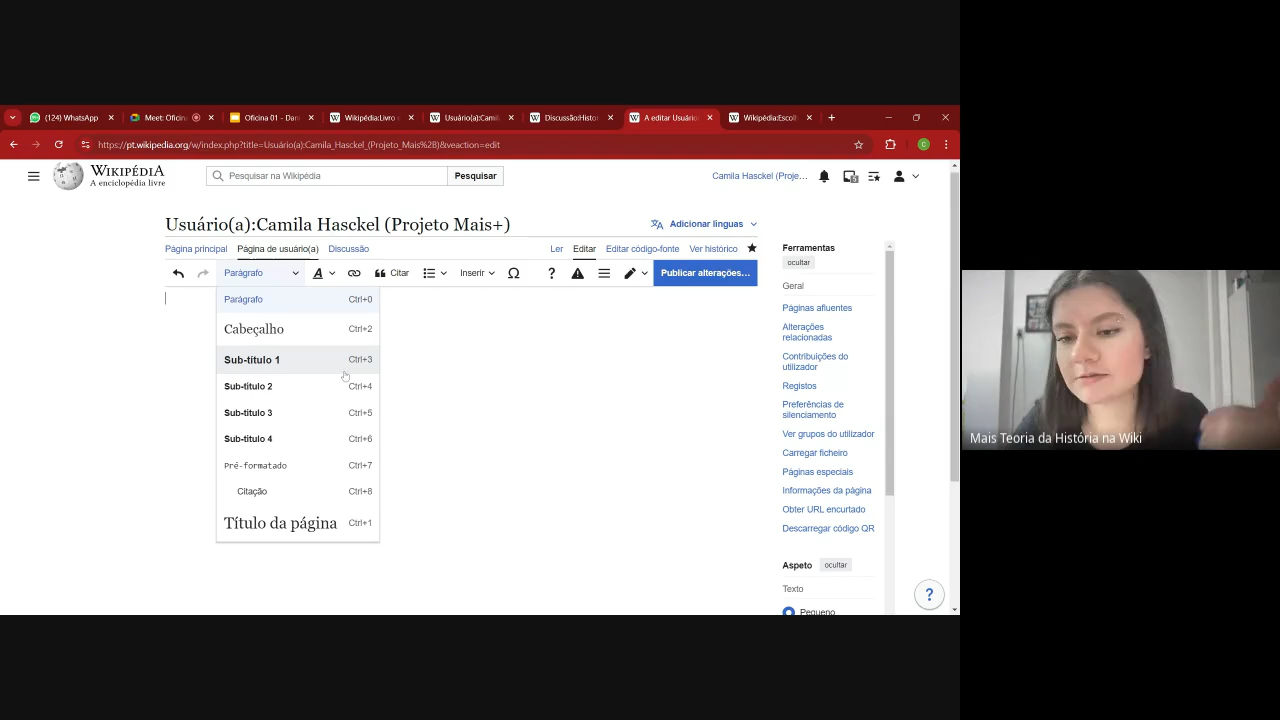 (124) WhatsApp
Meet: Oficin
Oficina 01 - Dan
Wikipédia:Livro
Usuário(a):Camil
Discussão:Histor
A editar Usuário
Wikipédia:Escolh
https://pt.wikipedia.org/w/index.php?title=Usuário(a):Camila_Hasckel_(Projeto_Mais%2B)&veaction=edit
C
WIKIPÉDIA
A enciclopédia livre
Pesquisar na Wikipédia
Pesquisar
Camila Hasckel (Proje…
Usuário(a):Camila Hasckel (Projeto Mais+)
Adicionar línguas
Página principal
Página de usuário(a)
Discussão
Ler
Editar
Editar código-fonte
Ver histórico
Parágrafo
A
Citar
Inserir
Ω
?
Publicar alterações…
Parágrafo Ctrl+0
Cabeçalho Ctrl+2
Sub-título 1 Ctrl+3
Sub-título 2 Ctrl+4
Sub-título 3 Ctrl+5
Sub-título 4 Ctrl+6
Pré-formatado Ctrl+7
Citação Ctrl+8
Título da página Ctrl+1
Ferramentas
ocultar
Geral
Páginas afluentes
Alterações
relacionadas
Contribuições do
utilizador
Registos
Preferências de
silenciamento
Ver grupos do utilizador
Carregar ficheiro
Páginas especiais
Informações da página
Obter URL encurtado
Descarregar código QR
Aspeto
ocultar
Texto
Pequeno
?
Mais Teoria da História na Wiki